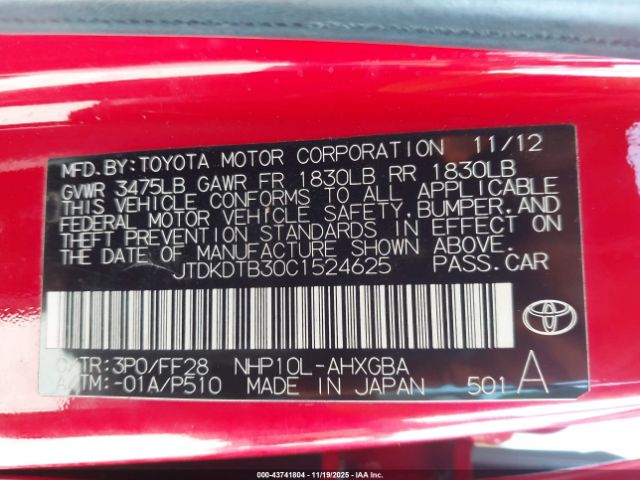 MFD. BY: TOYOTA MOTOR CORPORATION 11/12
GVWR 3475LB GAWR FR 1830LB RR 1830LB
THIS VEHICLE CONFORMS TO ALL APPLICABLE
FEDERAL MOTOR VEHICLE SAFETY, BUMPER, AND
THEFT PREVENTION STANDARDS IN EFFECT ON
THE DATE OF MANUFACTURE SHOWN ABOVE.
JTDKDTB30C1524625 PASS. CAR
C/TR: 3P0/FF28 NHP10L-AHXGBA
A/TM: -01A/P510 MADE IN JAPAN 501 A
TOYOTA
000-43741804 | 11/19/2025 | IAA Inc.